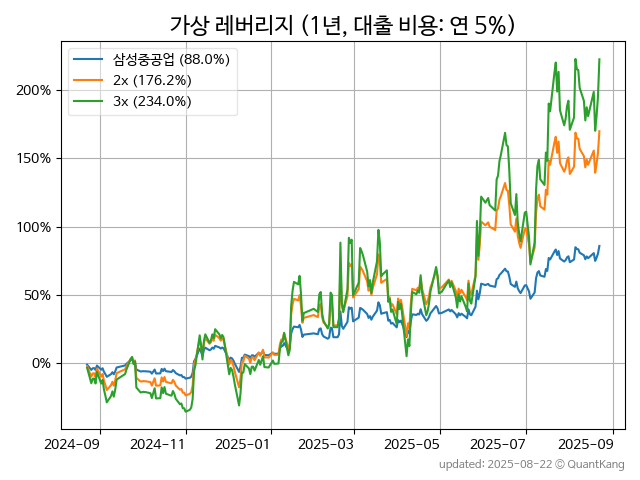 가상 레버리지 (1년, 대출 비용: 연 5%)
삼성중공업 (88.0%)
2x (176.2%)
3x (234.0%)
200%
150%
100%
50%
0%
2024-09 2024-11 2025-01 2025-03 2025-05 2025-07 2025-09
updated: 2025-08-22 © QuantKang